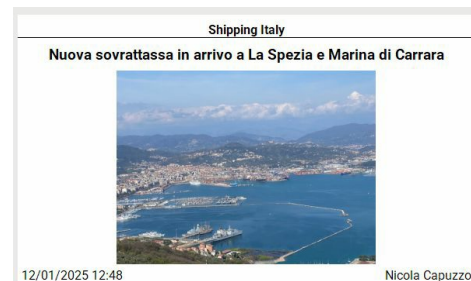 Shipping Italy
Nuova sovrattassa in arrivo a La Spezia e Marina di Carrara
12/01/2025 12:48
Nicola Capuzzo